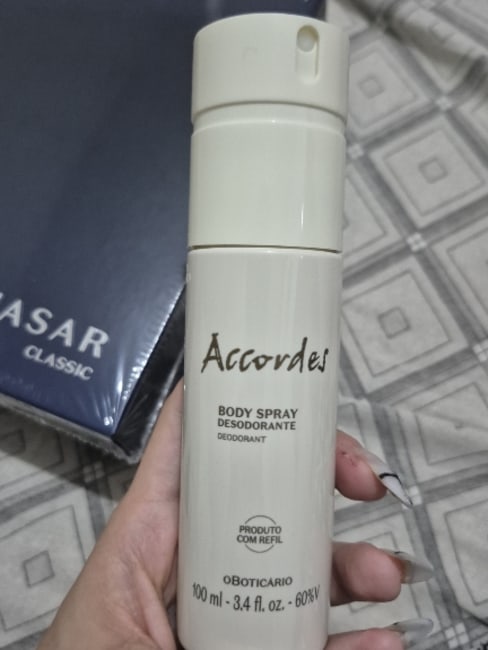 ASAR
CLASSIC
Accordes
BODY SPRAY
DESODORANTE
DEODORANT
PRODUTO
COM REFIL
oBOTICÁRIO
100 ml - 3.4 fl. oz. - 60%V